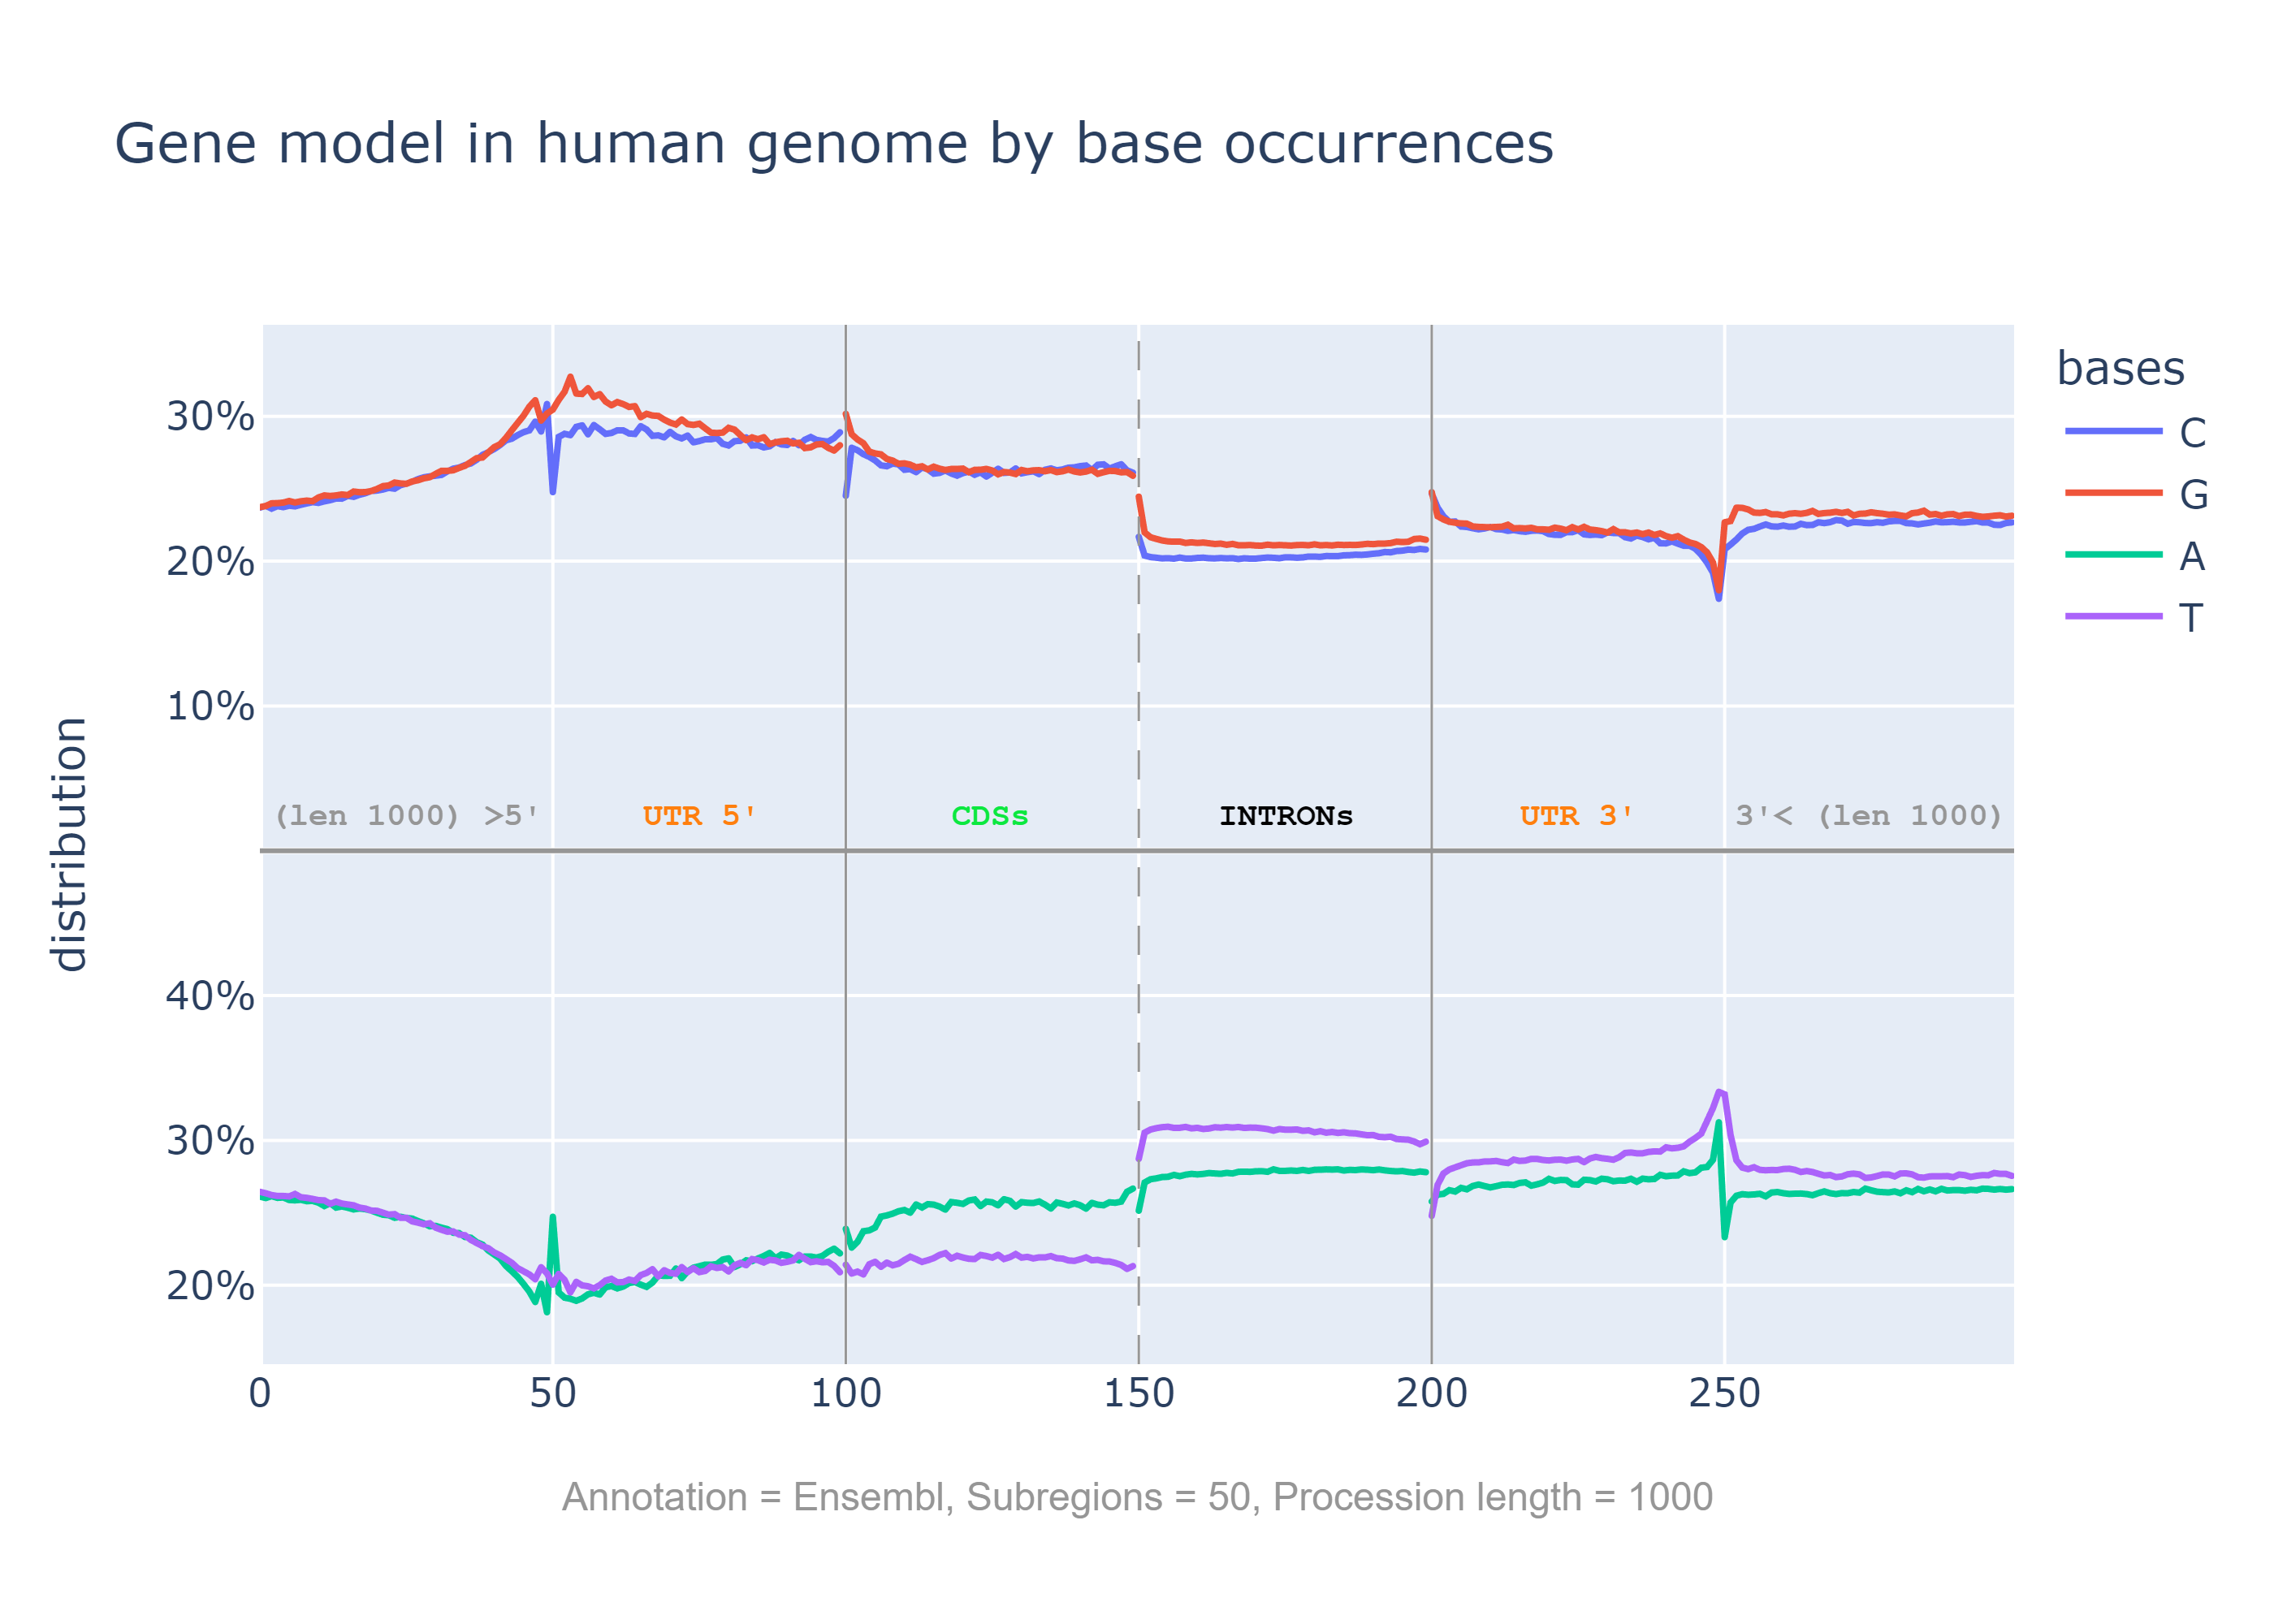 Gene model in human genome by base occurrences
bases
C
G
A
T
distribution
30%
20%
10%
(len 1000) >5'
UTR 5'
CDSs
INTRONs
UTR 3'
3'< (len 1000)
40%
30%
20%
0 50 100 150 200 250
Annotation = Ensembl, Subregions = 50, Procession length = 1000